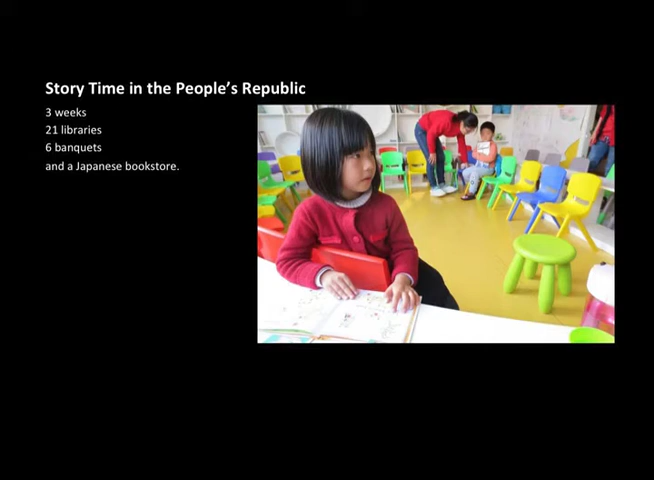 Story Time in the People's Republic
3 weeks
21 libraries
6 banquets
and a Japanese bookstore.